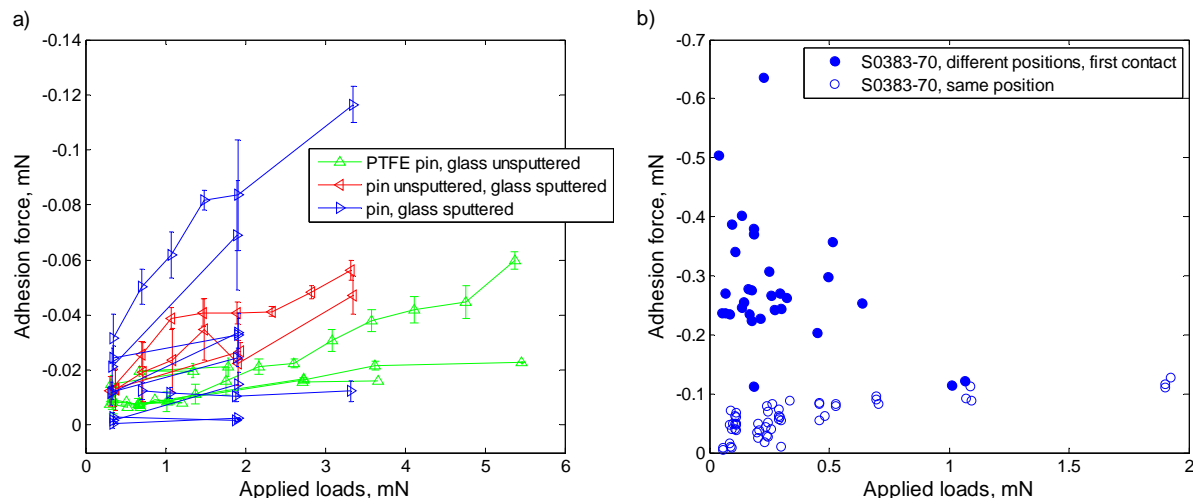 a)
-0.14
-0.12
-0.1
-0.08
-0.06
-0.04
-0.02
0
Adhesion force, mN
0 1 2 3 4 5 6
Applied loads, mN
PTFE pin, glass unsputtered
pin unsputtered, glass sputtered
pin, glass sputtered
b)
-0.7
-0.6
-0.5
-0.4
-0.3
-0.2
-0.1
0
Adhesion force, mN
0 0.5 1 1.5 2
Applied loads, mN
S0383-70, different positions, first contact
S0383-70, same position